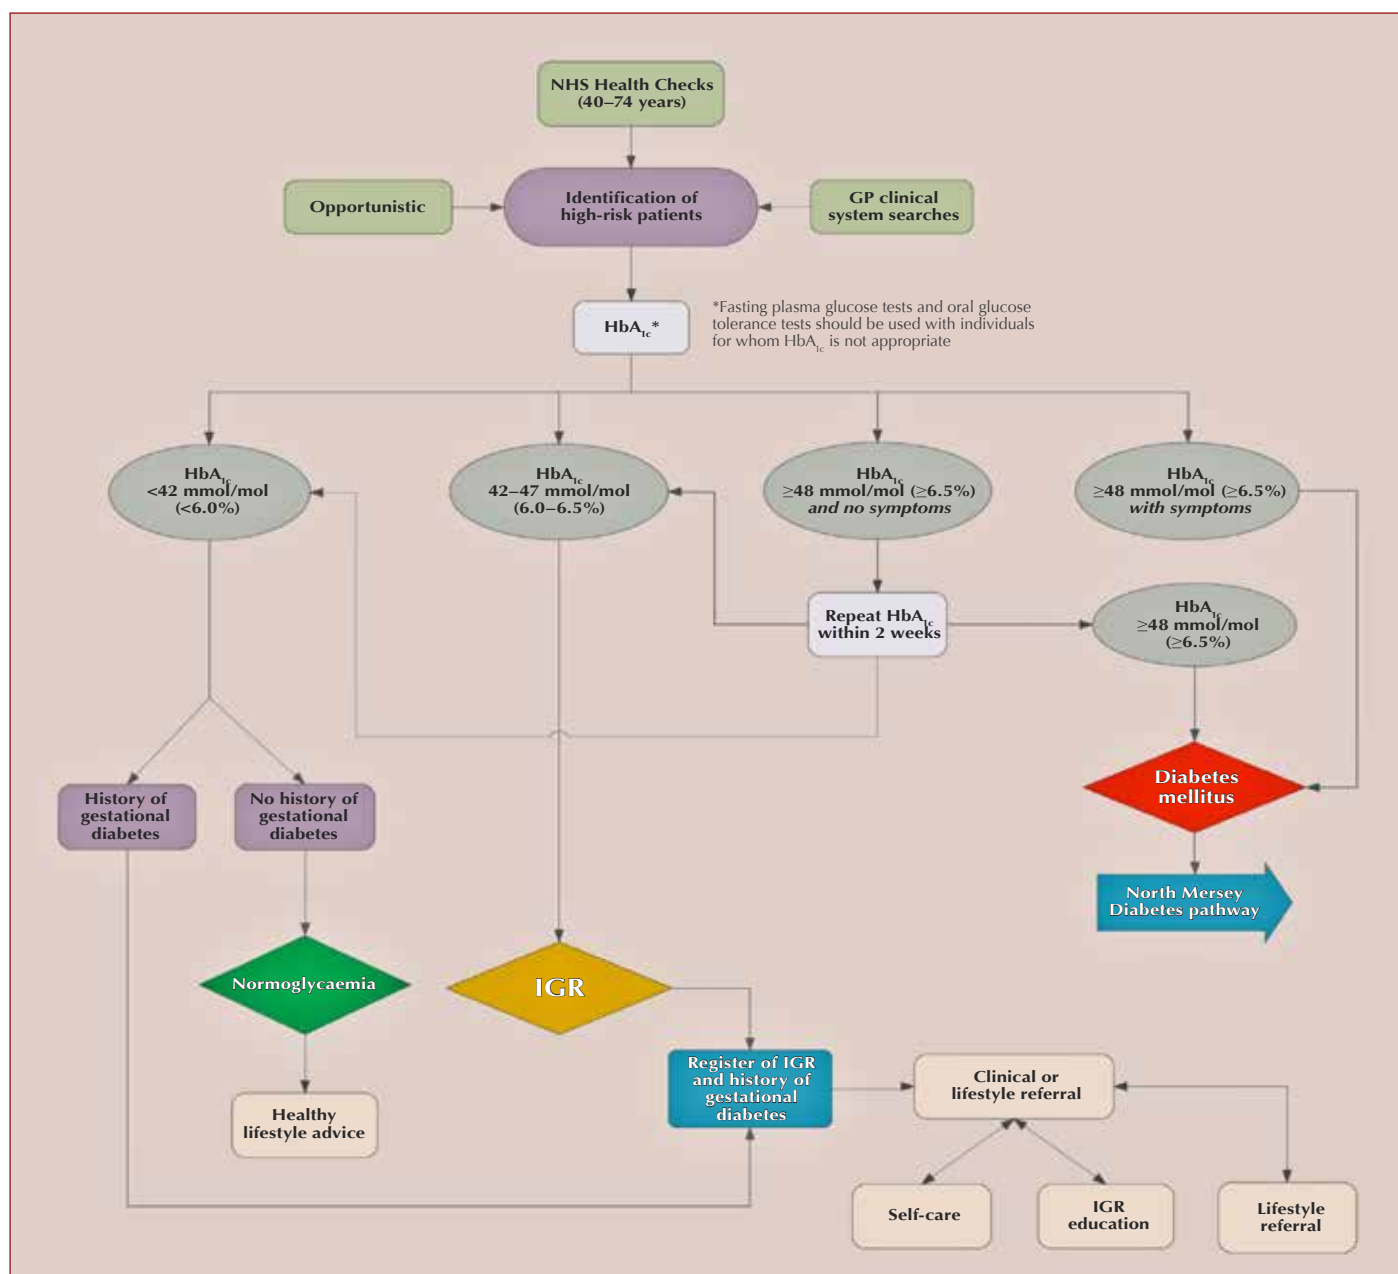 NHS Health Checks
(40–74 years)
Opportunistic
Identification of
high-risk patients
GP clinical
system searches
HbA1c*
*Fasting plasma glucose tests and oral glucose
tolerance tests should be used with individuals
for whom HbA1c is not appropriate
HbA1c
<42 mmol/mol
(<6.0%)
HbA1c
42–47 mmol/mol
(6.0–6.5%)
HbA1c
≥48 mmol/mol (≥6.5%)
and no symptoms
HbA1c
≥48 mmol/mol (≥6.5%)
with symptoms
Repeat HbA1c
within 2 weeks
HbA1c
≥48 mmol/mol
(≥6.5%)
Diabetes
mellitus
History of
gestational
diabetes
No history of
gestational
diabetes
North Mersey
Diabetes pathway
Normoglycaemia
IGR
Register of IGR
and history of
gestational
diabetes
Clinical or
lifestyle referral
Healthy
lifestyle advice
Self-care
IGR
education
Lifestyle
referral